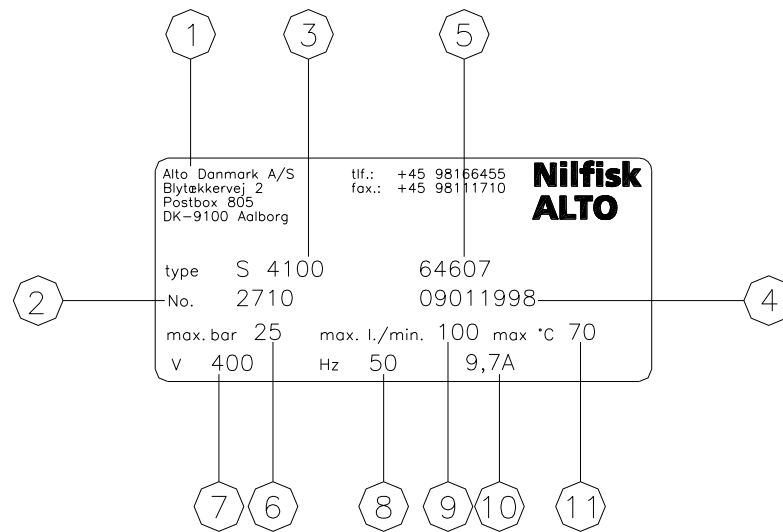 1 3 5
Alto Danmark A/S tlf.: +45 98166455 Nilfisk
Blytækkervej 2 fax.: +45 98111710 ALTO
Postbox 805
DK-9100 Aalborg
type S 4100 64607
2 No. 2710 09011998 4
max. bar 25 max. l./min. 100 max °C 70
V 400 Hz 50 9,7A
7 6 8 9 10 11